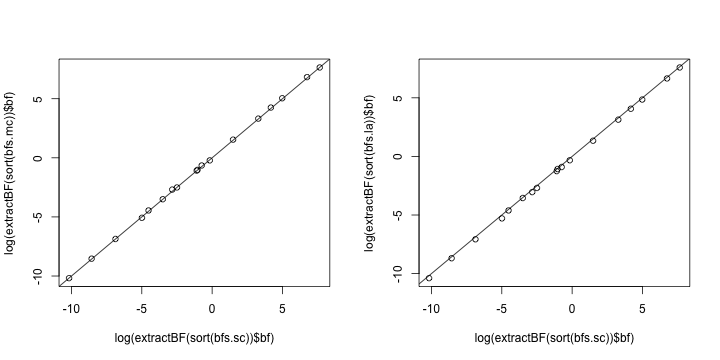 log(extractBF(sort(bfs.mc))$bf)
5
0
-5
-10
-10 -5 0 5
log(extractBF(sort(bfs.sc))$bf)
log(extractBF(sort(bfs.la))$bf)
5
0
-5
-10
-10 -5 0 5
log(extractBF(sort(bfs.sc))$bf)